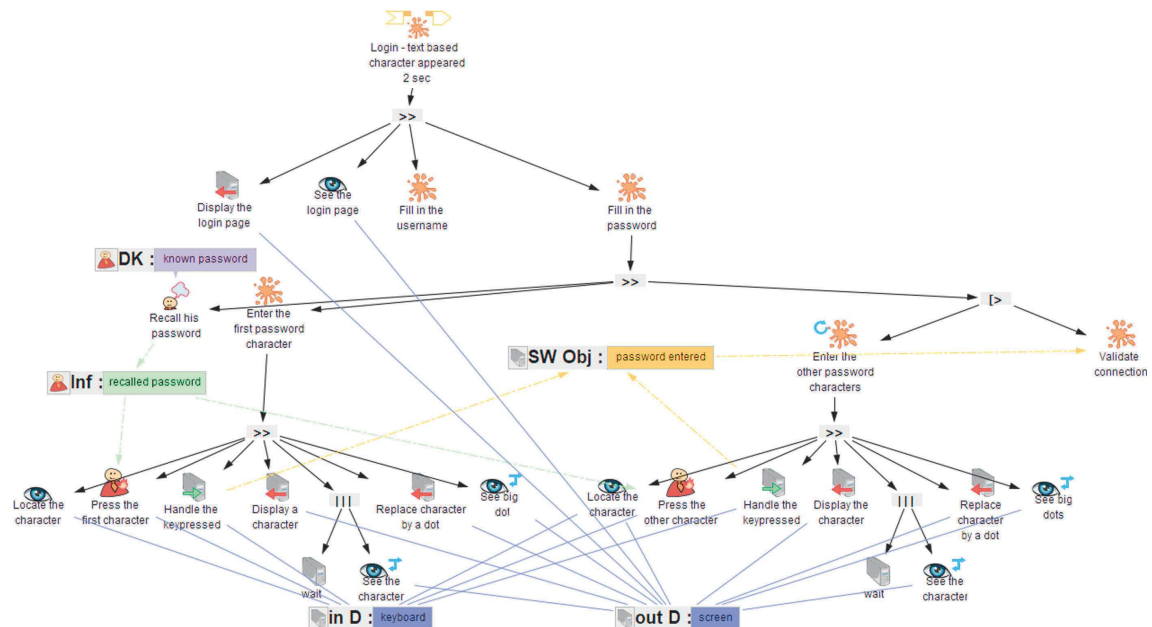 Login - text based
character appeared
2 sec
>>
Display the
login page
See the
login page
Fill in the
username
Fill in the
password
DK : known password
>>
Recall his
password
Enter the
first password
character
[>
SW Obj : password entered
Enter the
other password
characters
Validate
connection
Inf : recalled password
>>
>>
Locate the
character
Press the
first character
Handle the
keypressed
Display a
character
|||
Replace character
by a dot
See big
dot
Locate the
character
Press the
other character
Handle the
keypressed
Display the
character
|||
Replace
character
by a dot
See big
dots
wait
See the
character
wait
See the
character
in D : keyboard
out D : screen